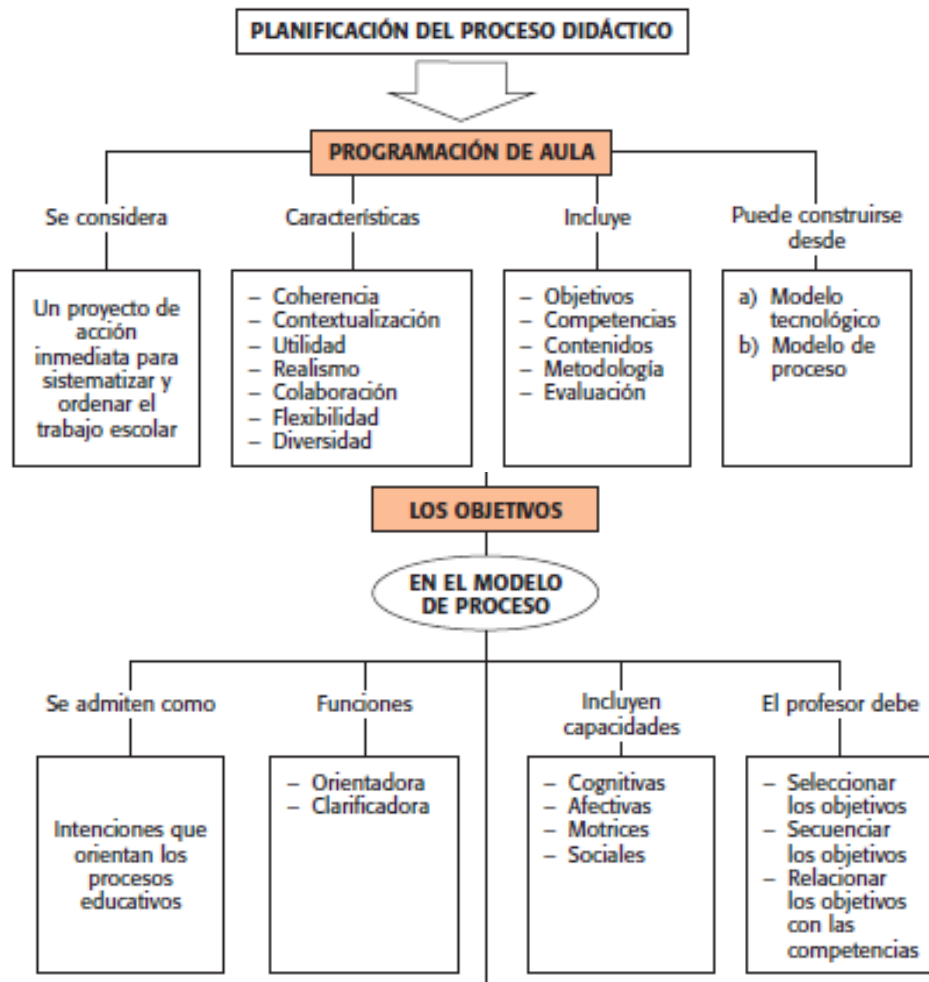 PLANIFICACIÓN DEL PROCESO DIDÁCTICO
PROGRAMACIÓN DE AULA
Se considera
Un proyecto de
acción
inmediata para
sistematizar y
ordenar el
trabajo escolar
Características
– Coherencia
– Contextualización
– Utilidad
– Realismo
– Colaboración
– Flexibilidad
– Diversidad
Incluye
– Objetivos
– Competencias
– Contenidos
– Metodología
– Evaluación
Puede construirse
desde
a) Modelo
tecnológico
b) Modelo de
proceso
LOS OBJETIVOS
EN EL MODELO
DE PROCESO
Se admiten como
Intenciones que
orientan los
procesos
educativos
Funciones
– Orientadora
– Clarificadora
Incluyen
capacidades
– Cognitivas
– Afectivas
– Motrices
– Sociales
El profesor debe
– Seleccionar
los objetivos
– Secuenciar
los objetivos
– Relacionar
los objetivos
con las
competencias